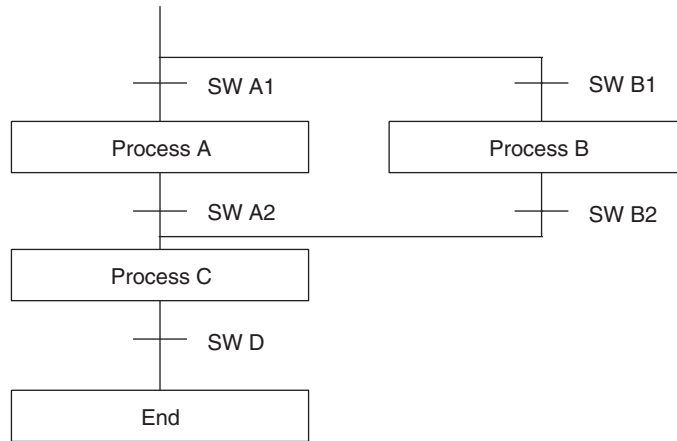 SW A1
SW B1
Process A
Process B
SW A2
SW B2
Process C
SW D
End